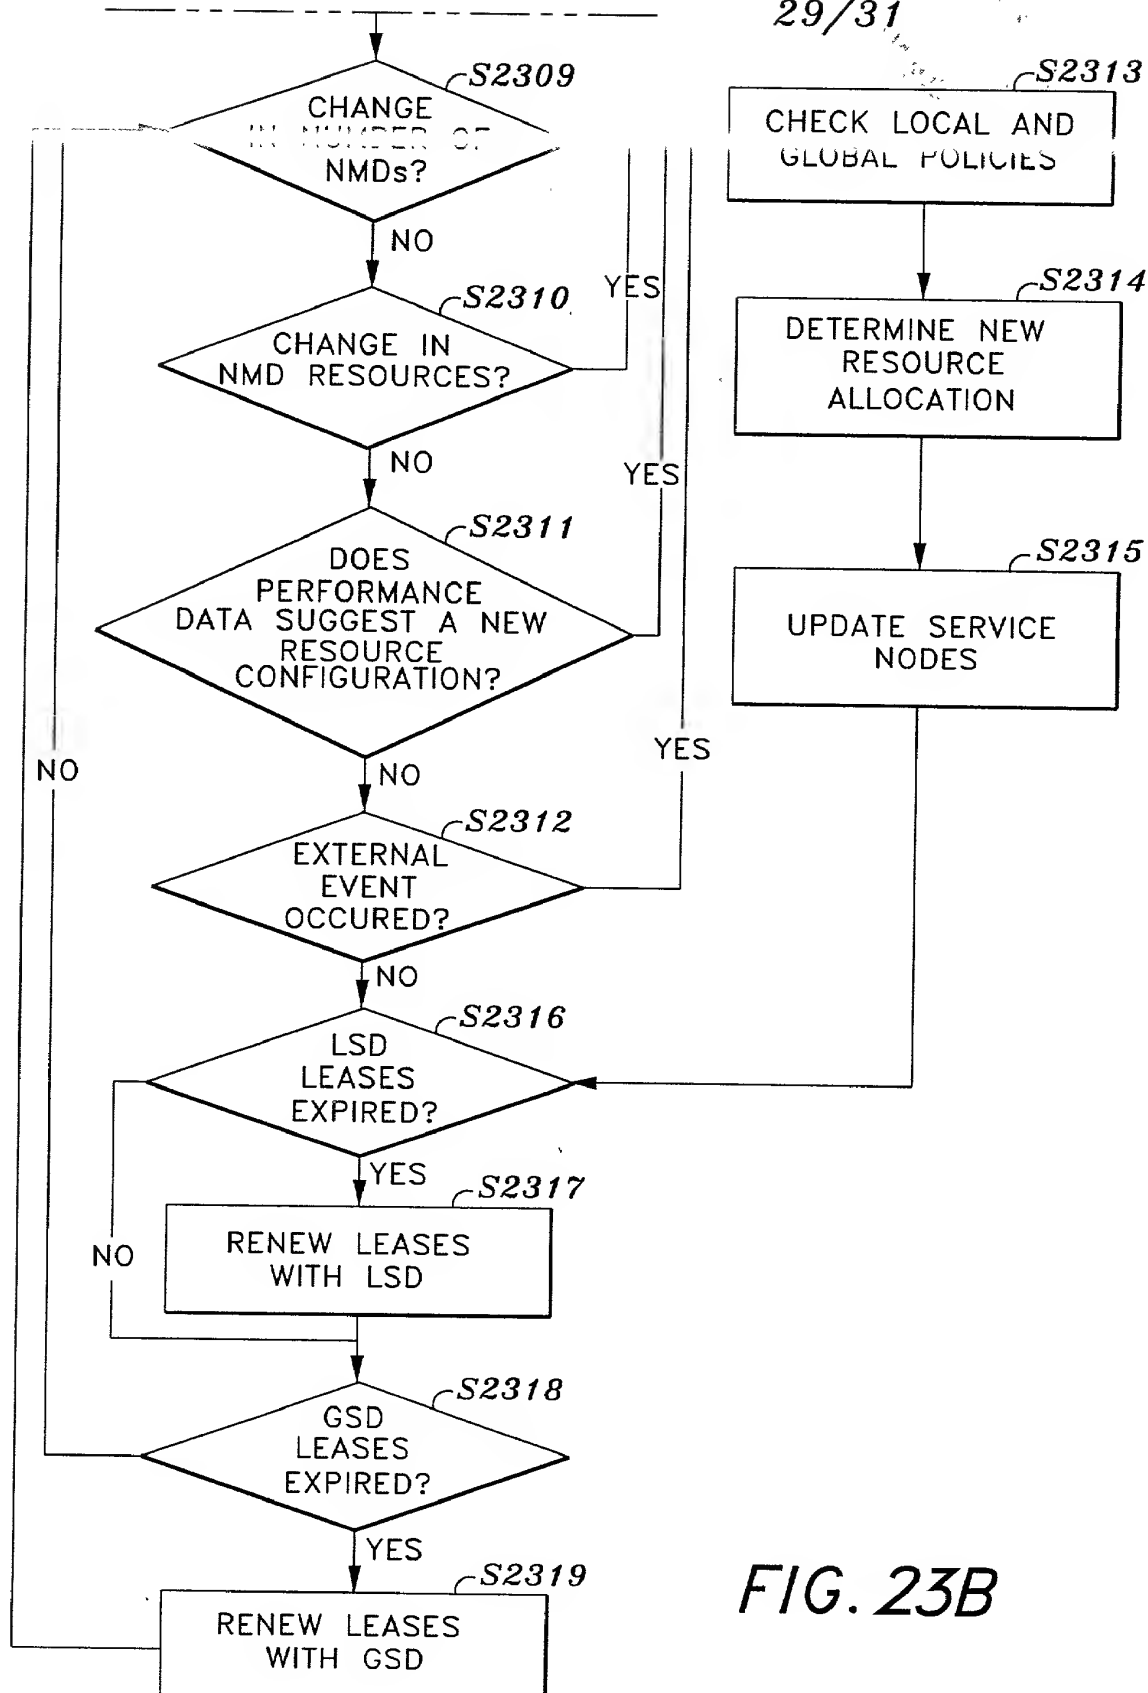 29/31
S2309
CHANGE
IN NUMBER OF
NMDs?
NO
YES
S2310
CHANGE IN
NMD RESOURCES?
NO
YES
S2311
DOES
PERFORMANCE
DATA SUGGEST A NEW
RESOURCE
CONFIGURATION?
NO
YES
S2312
EXTERNAL
EVENT
OCCURED?
NO
S2313
CHECK LOCAL AND
GLOBAL POLICIES
S2314
DETERMINE NEW
RESOURCE
ALLOCATION
S2315
UPDATE SERVICE
NODES
S2316
LSD
LEASES
EXPIRED?
YES
NO
S2317
RENEW LEASES
WITH LSD
S2318
GSD
LEASES
EXPIRED?
NO
YES
S2319
RENEW LEASES
WITH GSD
FIG. 23B